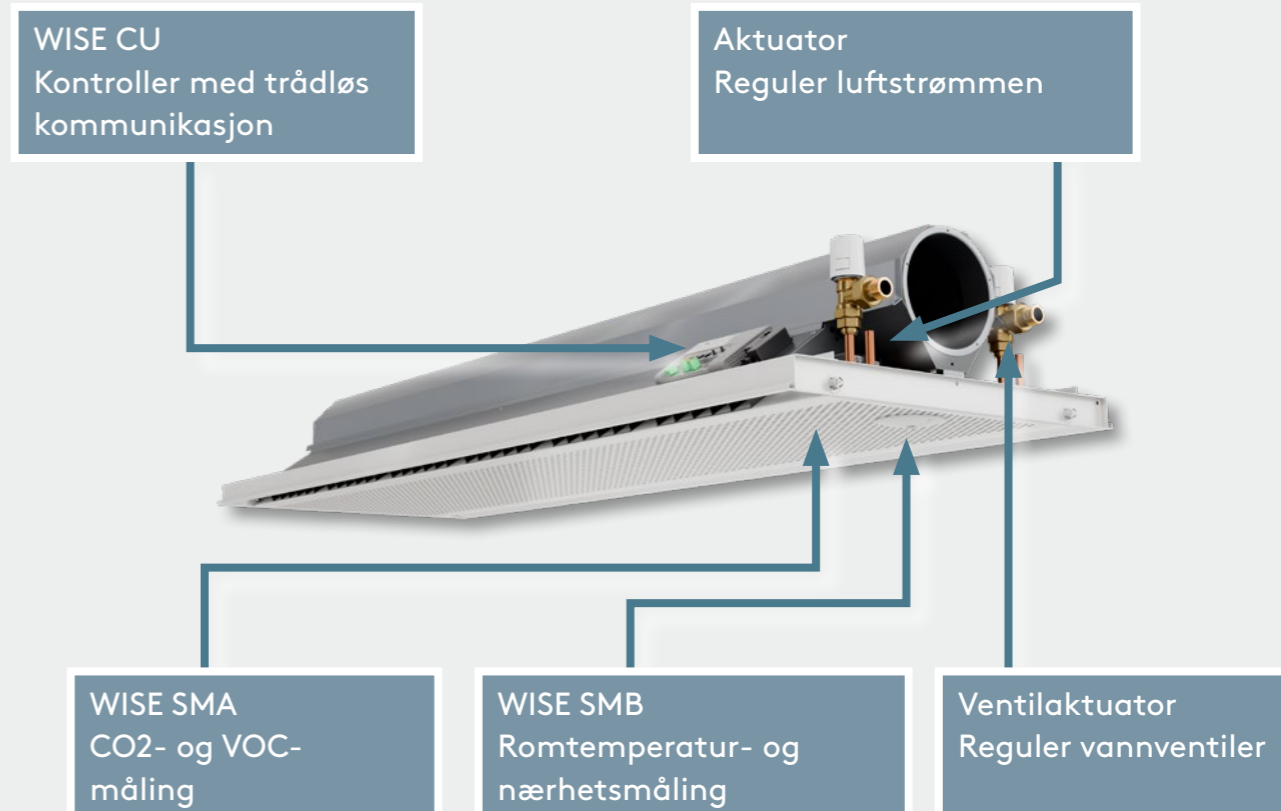 WISE CU
Kontroller med trådløs
kommunikasjon
Aktuator
Reguler luftstrømmen
WISE SMA
CO2- og VOC-
måling
WISE SMB
Romtemperatur- og
nærhetsmåling
Ventilaktuator
Reguler vannventiler